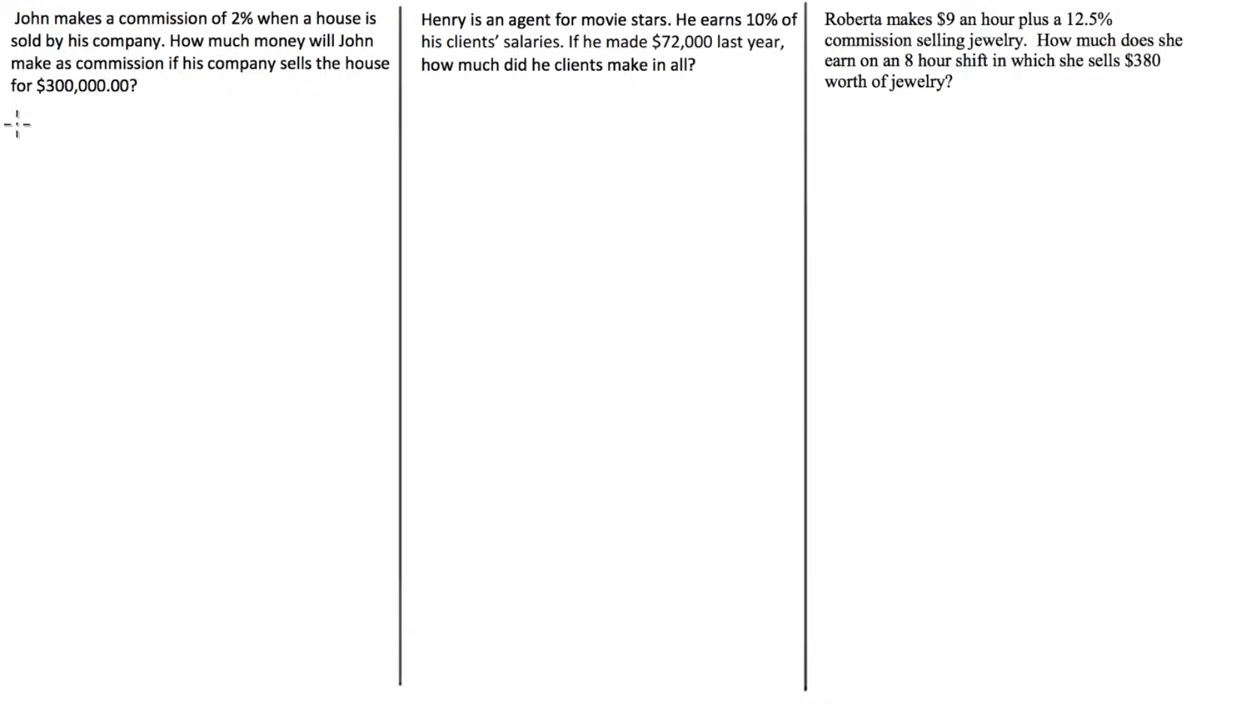 John makes a commission of 2% when a house is
sold by his company. How much money will John
make as commission if his company sells the house
for $300,000.00?
Henry is an agent for movie stars. He earns 10% of
his clients' salaries. If he made $72,000 last year,
how much did he clients make in all?
Roberta makes $9 an hour plus a 12.5%
commission selling jewelry. How much does she
earn on an 8 hour shift in which she sells $380
worth of jewelry?